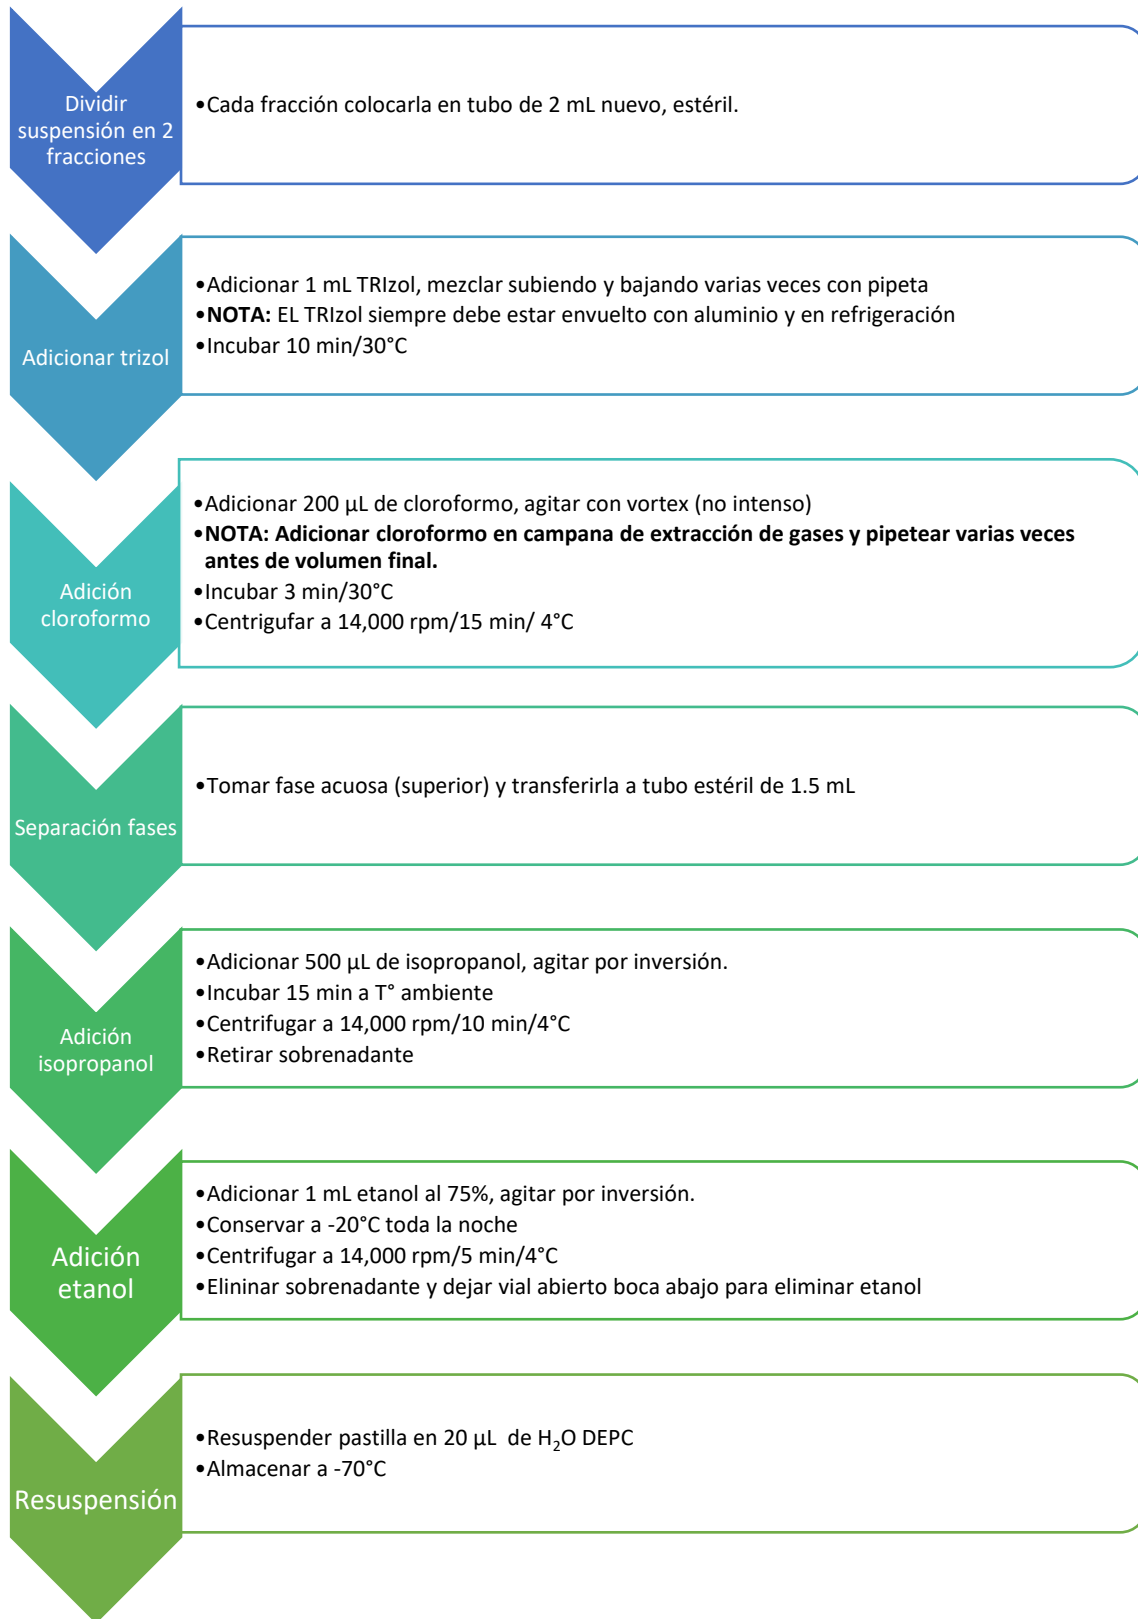 Dividir
suspensión en 2
fracciones
•Cada fracción colocarla en tubo de 2 mL nuevo, estéril.
Adicionar trizol
•Adicionar 1 mL TRIzol, mezclar subiendo y bajando varias veces con pipeta
•NOTA: EL TRIzol siempre debe estar envuelto con aluminio y en refrigeración
•Incubar 10 min/30°C
Adición
cloroformo
•Adicionar 200 µL de cloroformo, agitar con vortex (no intenso)
•NOTA: Adicionar cloroformo en campana de extracción de gases y pipetear varias veces
antes de volumen final.
•Incubar 3 min/30°C
•Centrigufar a 14,000 rpm/15 min/ 4°C
Separación fases
•Tomar fase acuosa (superior) y transferirla a tubo estéril de 1.5 mL
Adición
isopropanol
•Adicionar 500 µL de isopropanol, agitar por inversión.
•Incubar 15 min a T° ambiente
•Centrifugar a 14,000 rpm/10 min/4°C
•Retirar sobrenadante
Adición
etanol
•Adicionar 1 mL etanol al 75%, agitar por inversión.
•Conservar a -20°C toda la noche
•Centrifugar a 14,000 rpm/5 min/4°C
•Elininar sobrenadante y dejar vial abierto boca abajo para eliminar etanol
Resuspensión
•Resuspender pastilla en 20 µL de H₂O DEPC
•Almacenar a -70°C